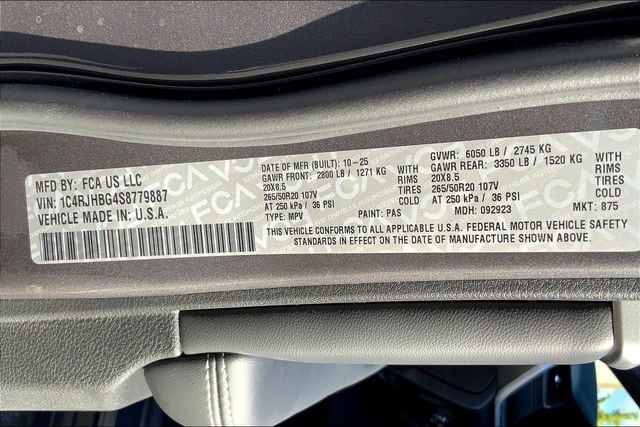 MFD BY: FCA US LLC
VIN: 1C4RJHBG4S8779887
VEHICLE MADE IN U.S.A.
DATE OF MFR (BUILT): 10-25
GAWR FRONT: 2800 LB / 1271 KG WITH
20X8.5 RIMS
265/50R20 107V TIRES
AT 250 kPa / 36 PSI
TYPE: MPV PAINT: PAS
GVWR: 6050 LB / 2745 KG
GAWR REAR: 3350 LB / 1520 KG WITH
20X8.5 RIMS
265/50R20 107V TIRES
AT 250 kPa / 36 PSI
MDH: 092923 MKT: 875
THIS VEHICLE CONFORMS TO ALL APPLICABLE U.S.A. FEDERAL MOTOR VEHICLE SAFETY
STANDARDS IN EFFECT ON THE DATE OF MANUFACTURE SHOWN ABOVE.